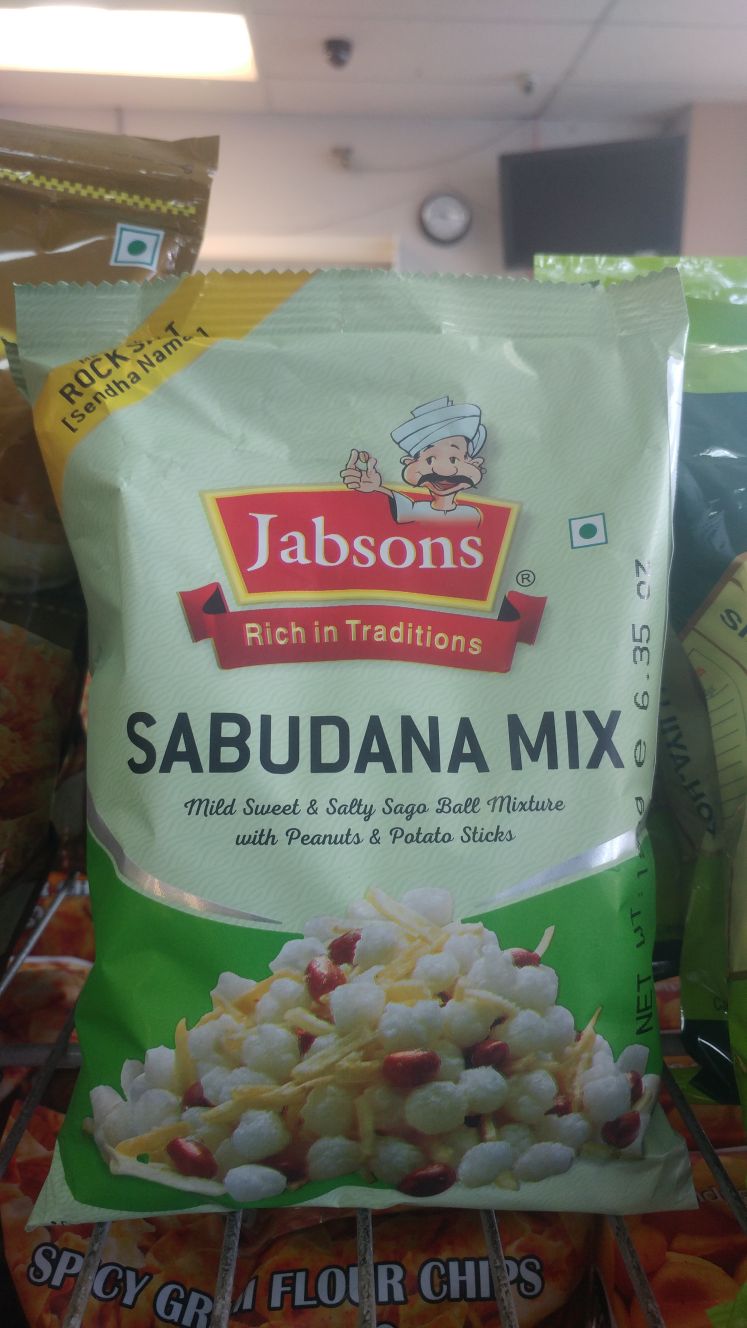 ROCK SALT
[Sendha Namak]
Jabsons
®
Rich in Traditions
SABUDANA MIX
Mild Sweet & Salty Sago Ball Mixture
with Peanuts & Potato Sticks
NET WT. e 6.35 oz
SPICY GRAM FLOUR CHIPS